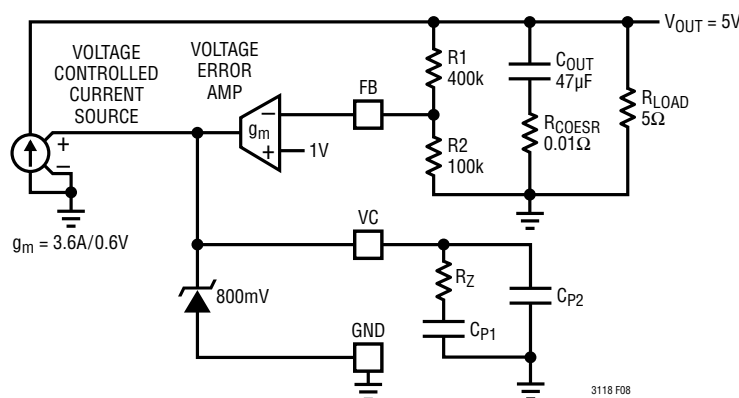 VOUT = 5V
VOLTAGE
CONTROLLED
CURRENT
SOURCE
VOLTAGE
ERROR
AMP
FB
R1
400k
COUT
47µF
RLOAD
5Ω
RCOESR
0.01Ω
gm
–
+
1V
R2
100k
+
–
gm = 3.6A/0.6V
VC
800mV
RZ
CP1
CP2
GND
3118 F08